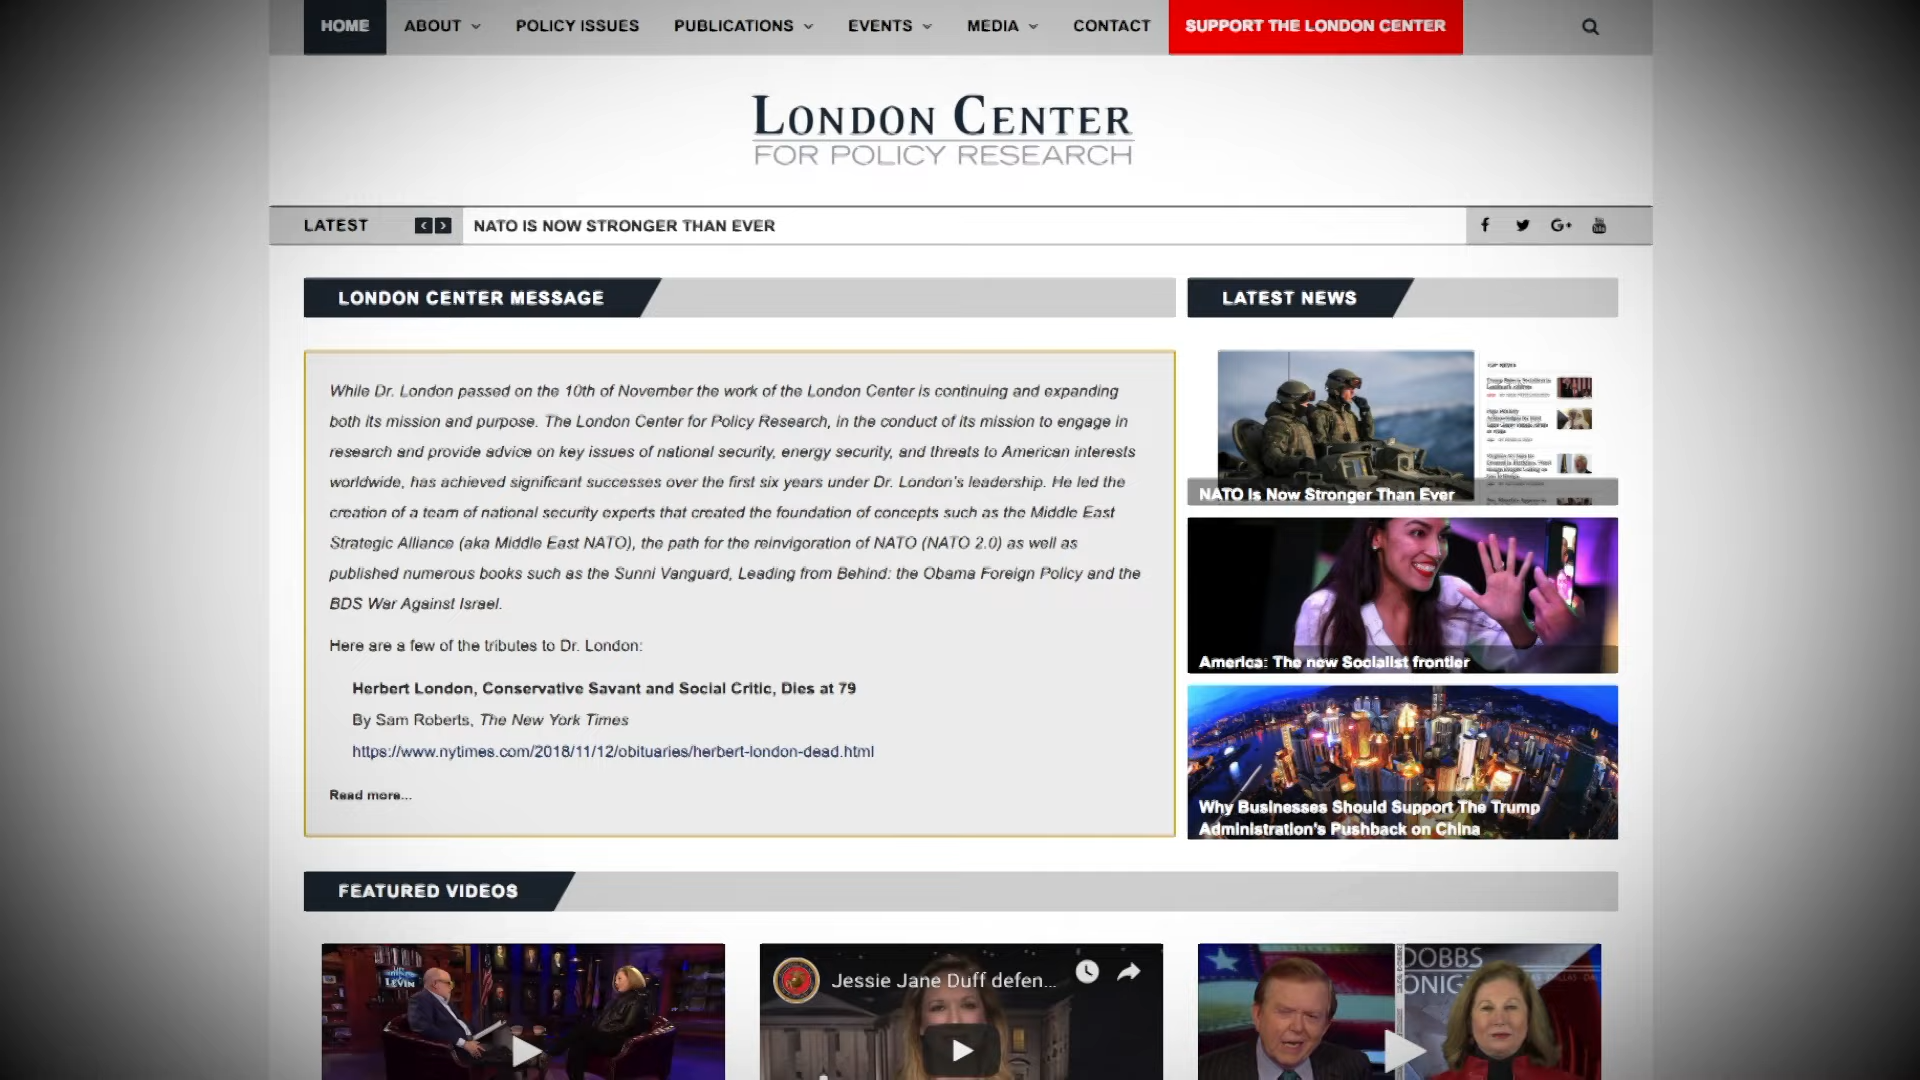 HOME ABOUT POLICY ISSUES PUBLICATIONS EVENTS MEDIA CONTACT SUPPORT THE LONDON CENTER
LONDON CENTER
FOR POLICY RESEARCH
LATEST NATO IS NOW STRONGER THAN EVER
LONDON CENTER MESSAGE
While Dr. London passed on the 10th of November the work of the London Center is continuing and expanding
both its mission and purpose. The London Center for Policy Research, in the conduct of its mission to engage in
research and provide advice on key issues of national security, energy security, and threats to American interests
worldwide, has achieved significant successes over the first six years under Dr. London's leadership. He led the
creation of a team of national security experts that created the foundation of concepts such as the Middle East
Strategic Alliance (aka Middle East NATO), the path for the reinvigoration of NATO (NATO 2.0) as well as
published numerous books such as the Sunni Vanguard, Leading from Behind: the Obama Foreign Policy and the
BDS War Against Israel.
Here are a few of the tributes to Dr. London:
Herbert London, Conservative Savant and Social Critic, Dies at 79
By Sam Roberts, The New York Times
https://www.nytimes.com/2018/11/12/obituaries/herbert-london-dead.html
Read more...
LATEST NEWS
TOP NEWS
NATO Is Now Stronger Than Ever
America: The new Socialist frontier
Why Businesses Should Support The Trump
Administration's Pushback on China
FEATURED VIDEOS
LEVIN
Jessie Jane Duff defen...
DOBBS